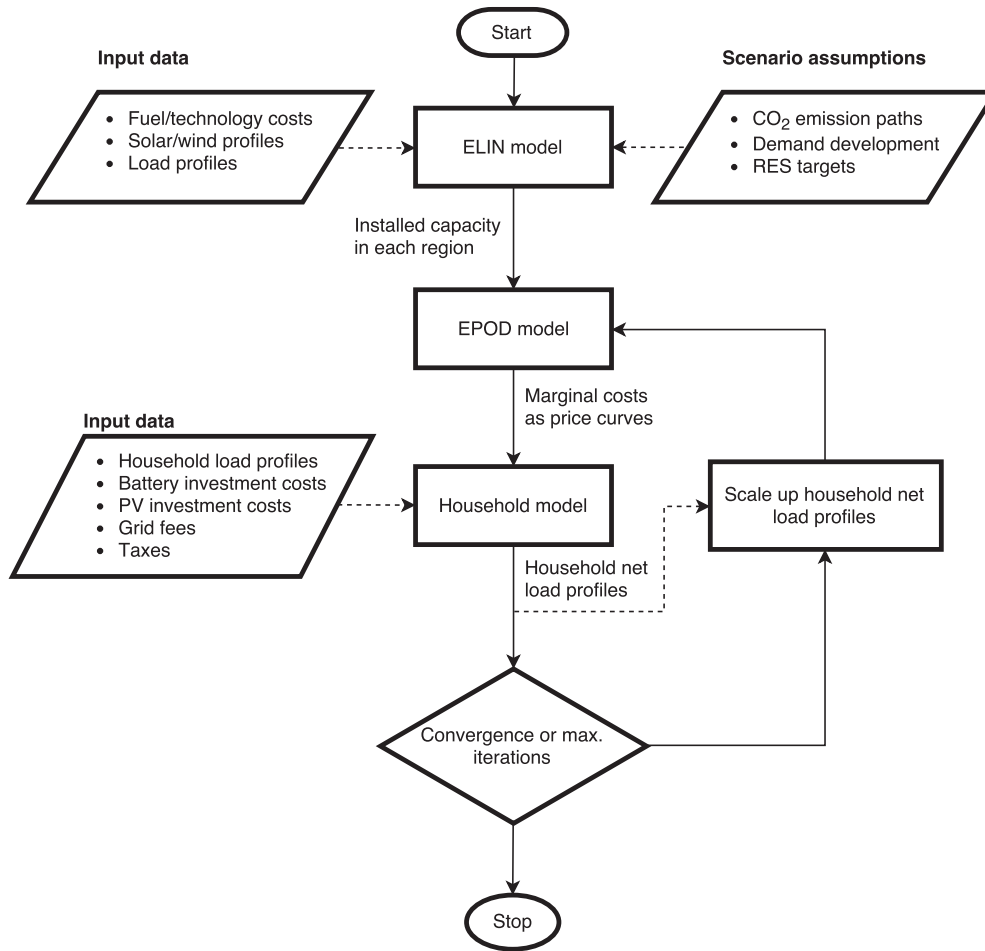 Start
Input data
Scenario assumptions
• Fuel/technology costs
• Solar/wind profiles
• Load profiles
ELIN model
• CO2 emission paths
• Demand development
• RES targets
Installed capacity
in each region
EPOD model
Marginal costs
as price curves
Input data
• Household load profiles
• Battery investment costs
• PV investment costs
• Grid fees
• Taxes
Household model
Scale up household net
load profiles
Household net
load profiles
Convergence or max.
iterations
Stop